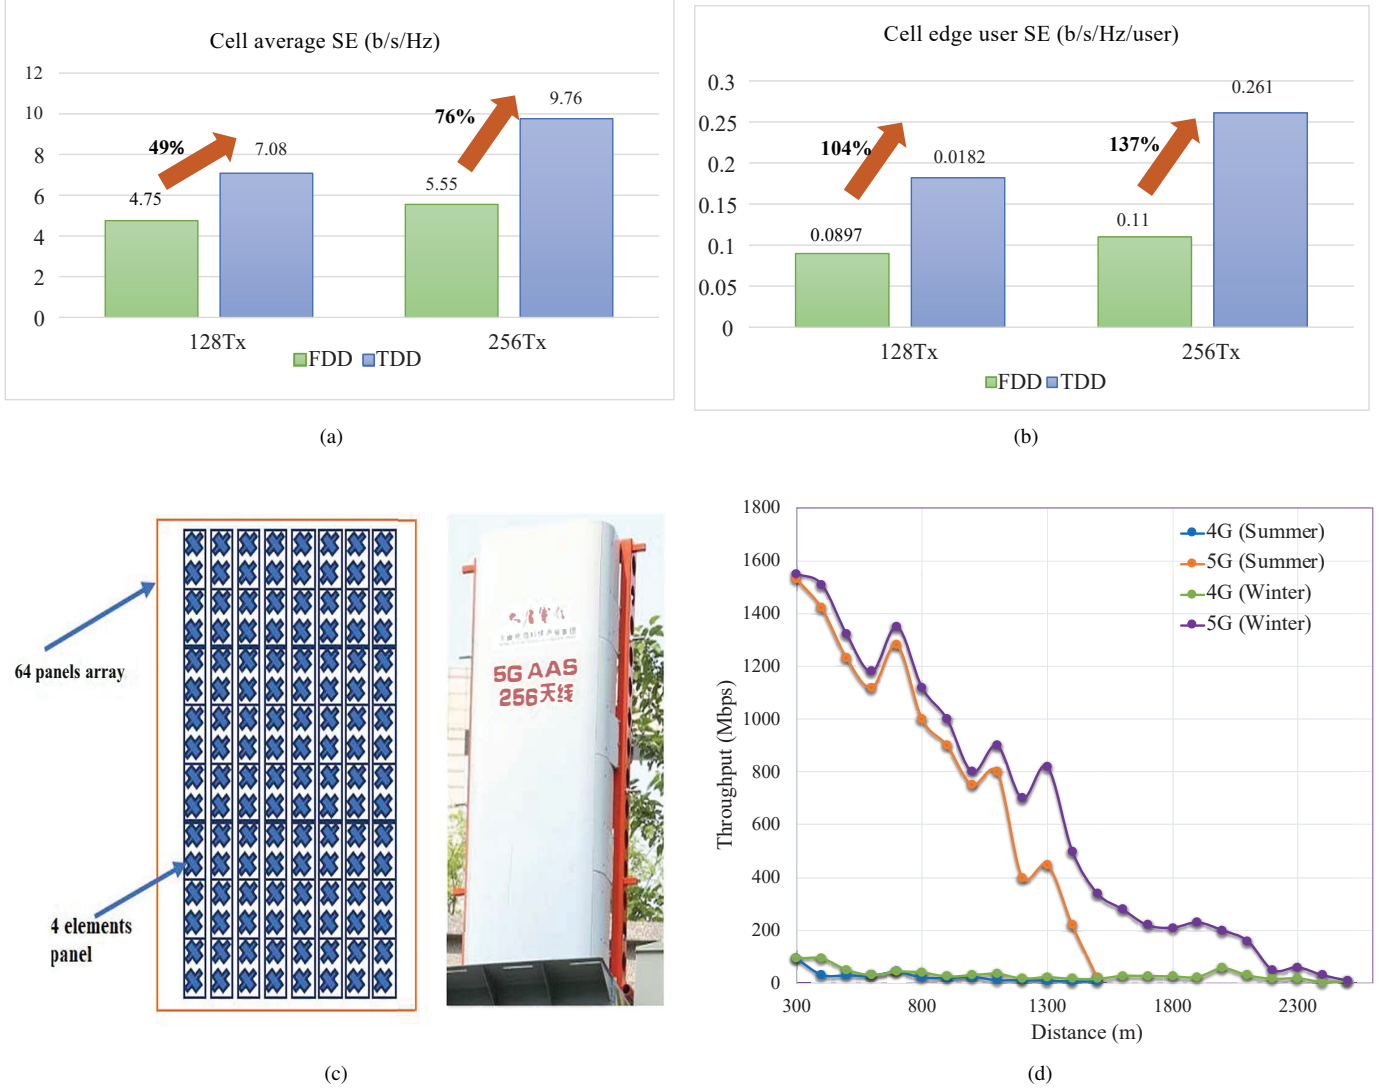 Cell average SE (b/s/Hz)
12
10
8
6
4
2
0
49%
76%
4.75
7.08
5.55
9.76
128Tx
256Tx
FDD TDD
(a)
Cell edge user SE (b/s/Hz/user)
0.3
0.25
0.2
0.15
0.1
0.05
0
104%
137%
0.0897
0.0182
0.11
0.261
128Tx
256Tx
FDD TDD
(b)
64 panels array
4 elements
panel
5G AAS
256天线
(c)
1800
1600
1400
1200
1000
800
600
400
200
0
Throughput (Mbps)
4G (Summer)
5G (Summer)
4G (Winter)
5G (Winter)
300
800
1300
1800
2300
Distance (m)
(d)